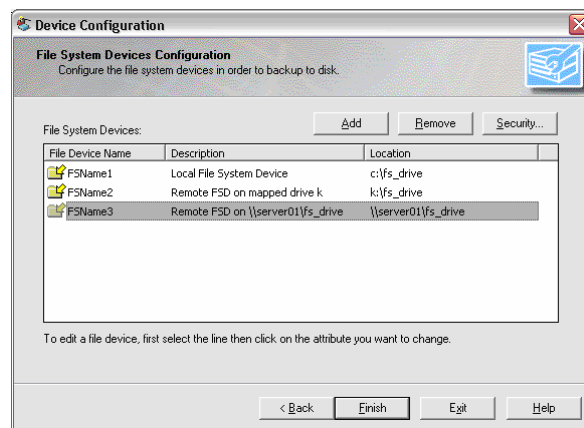 Device Configuration
File System Devices Configuration
Configure the file system devices in order to backup to disk.
File System Devices:
Add
Remove
Security...
File Device Name Description Location
FSName1 Local File System Device c:\fs_drive
FSName2 Remote FSD on mapped drive k k:\fs_drive
FSName3 Remote FSD on \\server01\fs_drive \\server01\fs_drive
To edit a file device, first select the line then click on the attribute you want to change.
< Back
Finish
Exit
Help